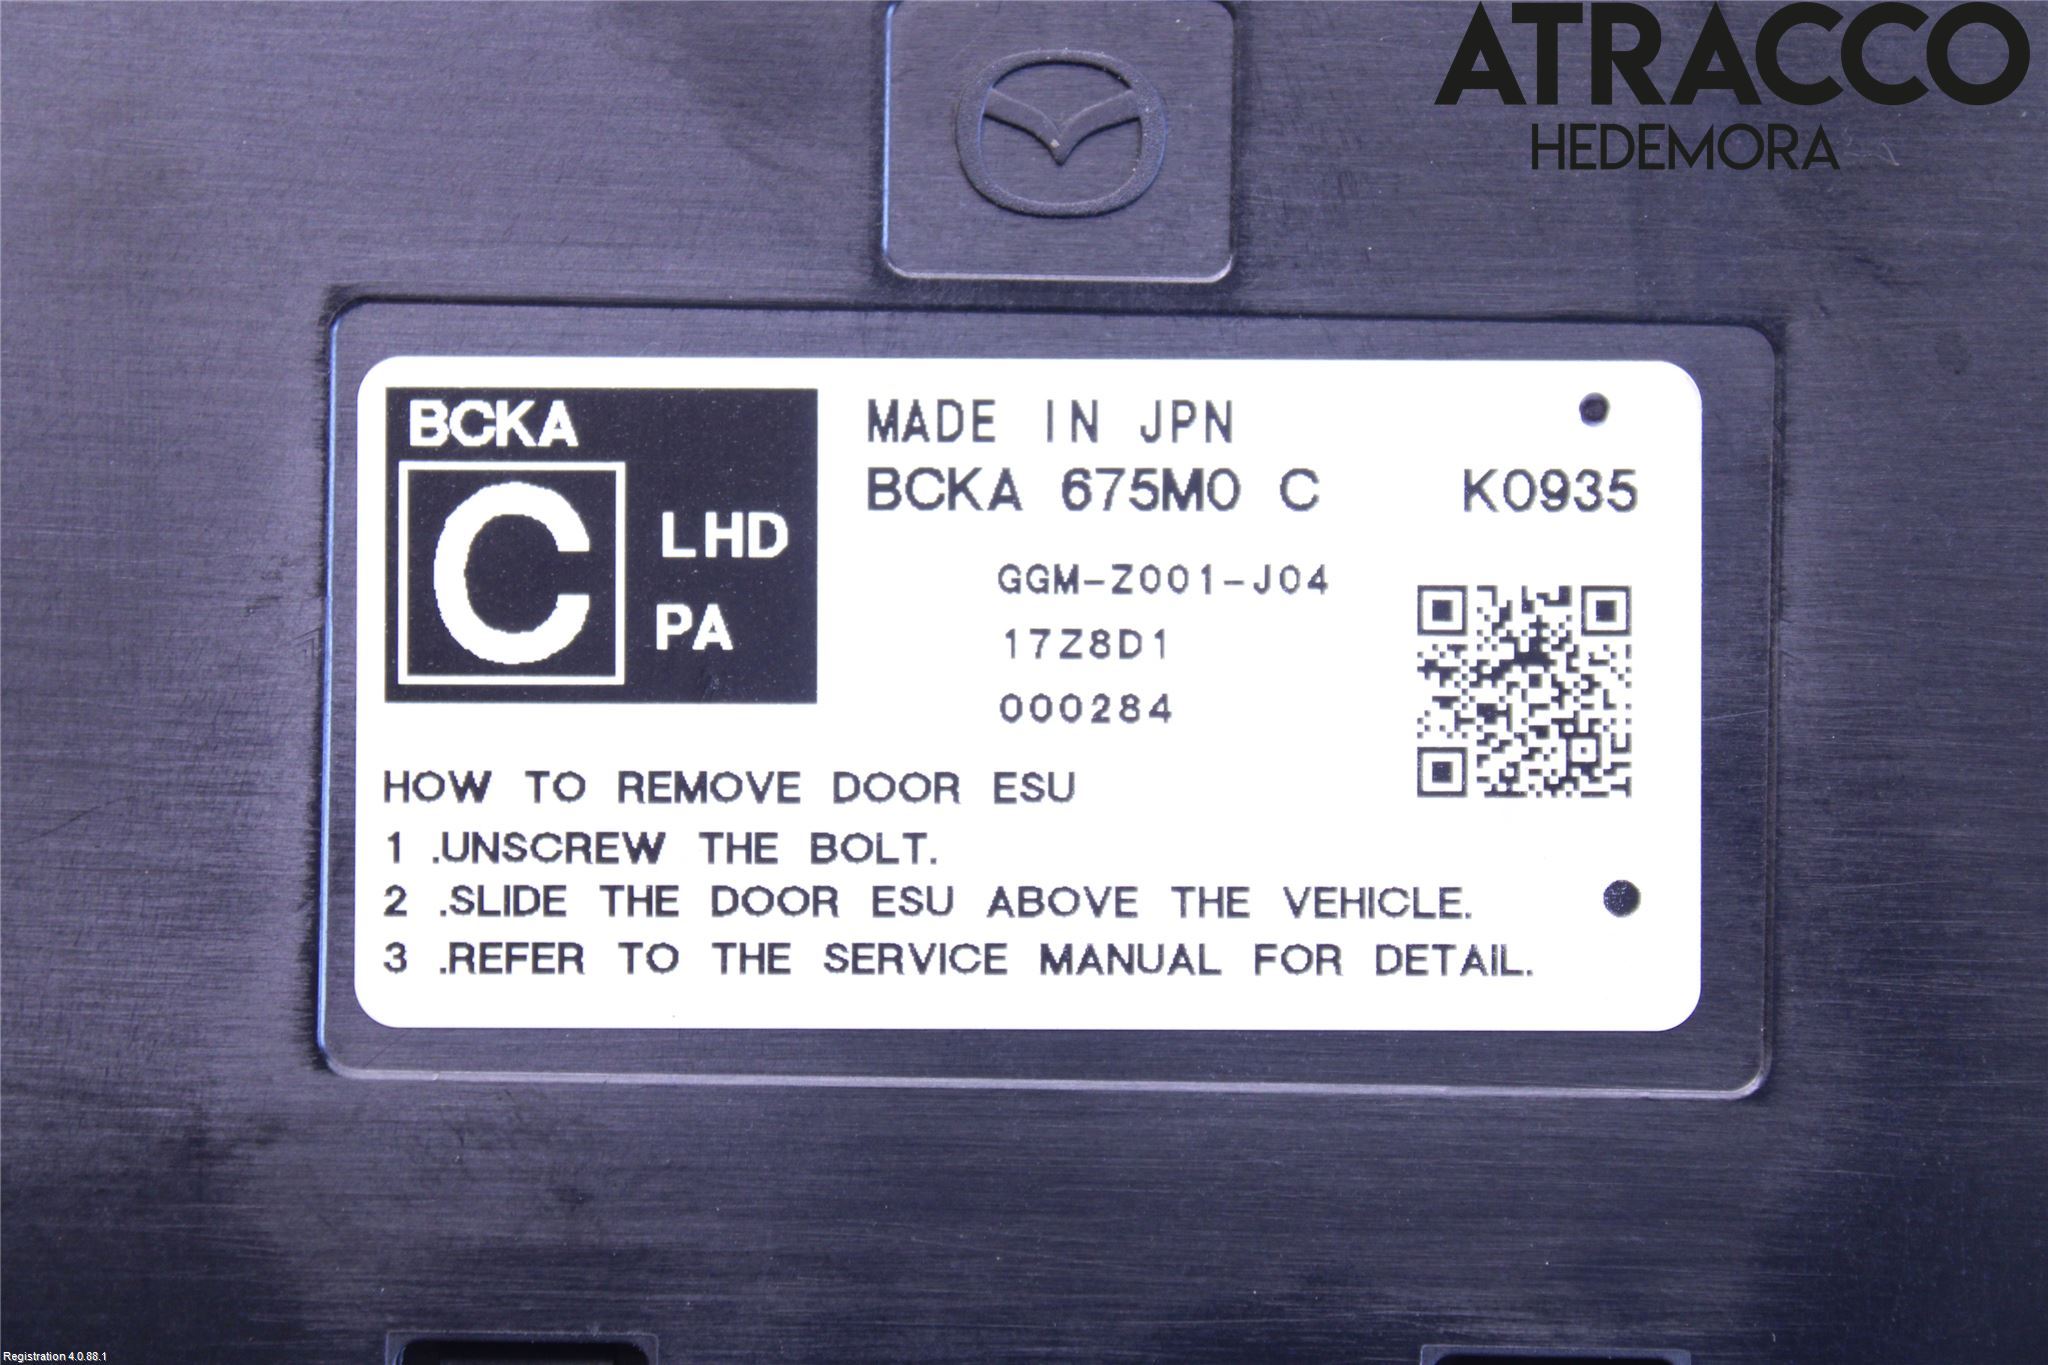 ATRACCO
HEDEMORA
BCKA
C
LHD
PA
MADE IN JPN
BCKA 675M0 C K0935
GGM-Z001-J04
17Z8D1
000284
HOW TO REMOVE DOOR ESU
1 .UNSCREW THE BOLT.
2 .SLIDE THE DOOR ESU ABOVE THE VEHICLE.
3 .REFER TO THE SERVICE MANUAL FOR DETAIL.
Registration 4.0.88.1